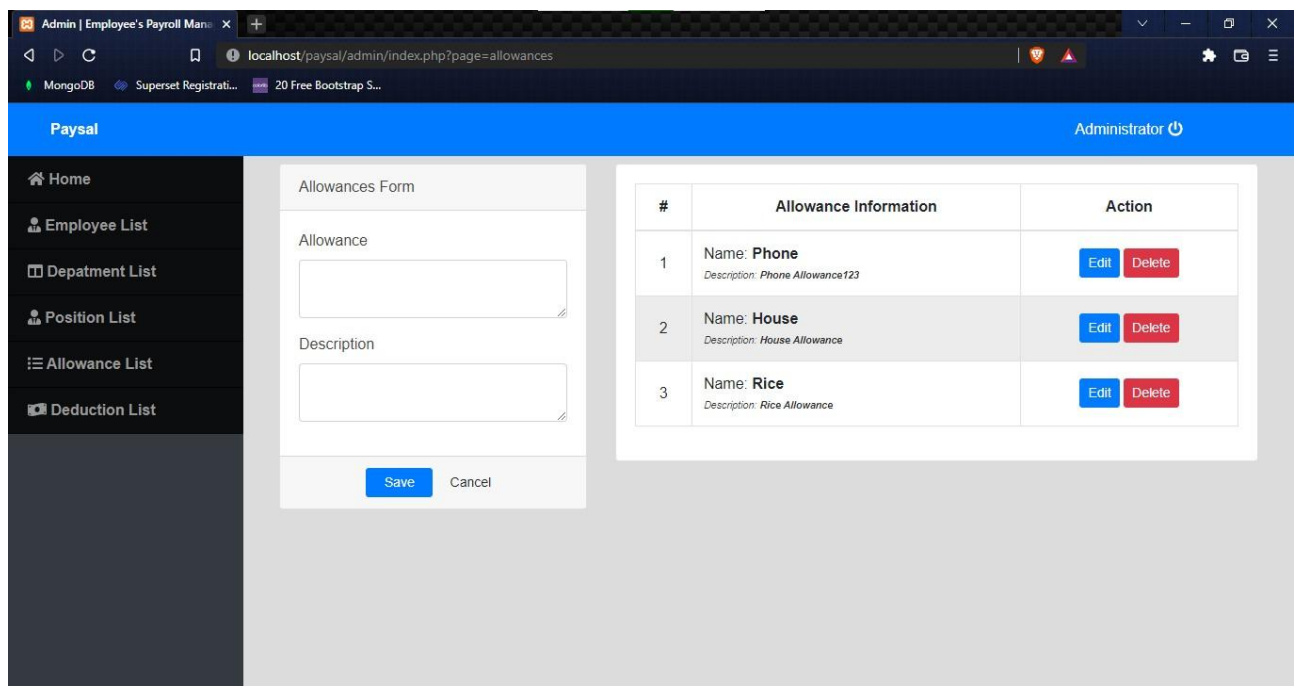 Admin | Employee's Payroll Mana
localhost/paysal/admin/index.php?page=allowances
MongoDB Superset Registrati... 20 Free Bootstrap S...
Paysal Administrator
Home
Employee List
Depatment List
Position List
Allowance List
Deduction List
Allowances Form
Allowance
Description
Save Cancel
# Allowance Information Action
1 Name: Phone Edit Delete
Description: Phone Allowance123
2 Name: House Edit Delete
Description: House Allowance
3 Name: Rice Edit Delete
Description: Rice Allowance